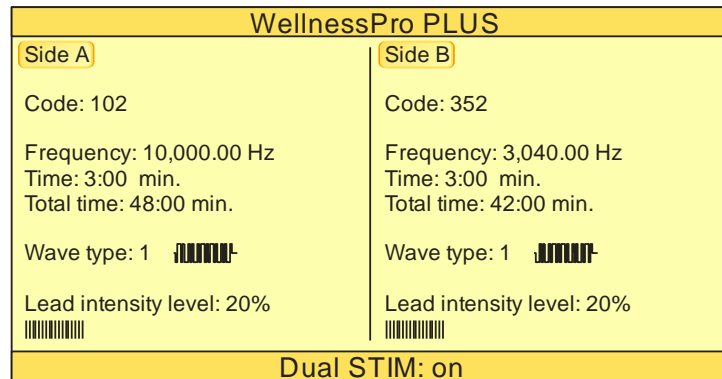 WellnessPro PLUS
Side A
Code: 102
Frequency: 10,000.00 Hz
Time: 3:00 min.
Total time: 48:00 min.
Wave type: 1
Lead intensity level: 20%
Side B
Code: 352
Frequency: 3,040.00 Hz
Time: 3:00 min.
Total time: 42:00 min.
Wave type: 1
Lead intensity level: 20%
Dual STIM: on